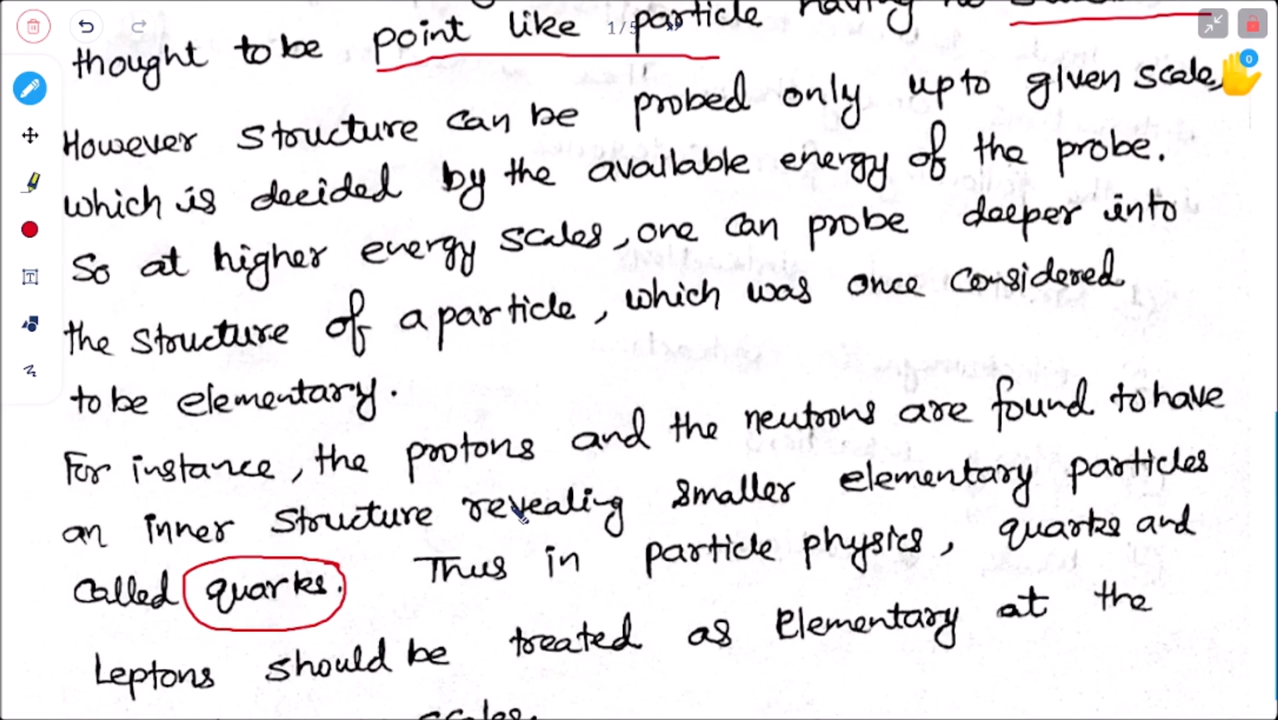 thought to be point like particle having no
However structure can be probed only upto given scale,
which is decided by the available energy of the probe.
So at higher energy scales, one can probe deeper into
the structure of a particle, which was once considered
to be elementary.
For instance, the protons and the neutrons are found to have
an inner structure revealing smaller elementary particles
called quarks. Thus in particle physics, quarks and
Leptons should be treated as Elementary at the
scales.